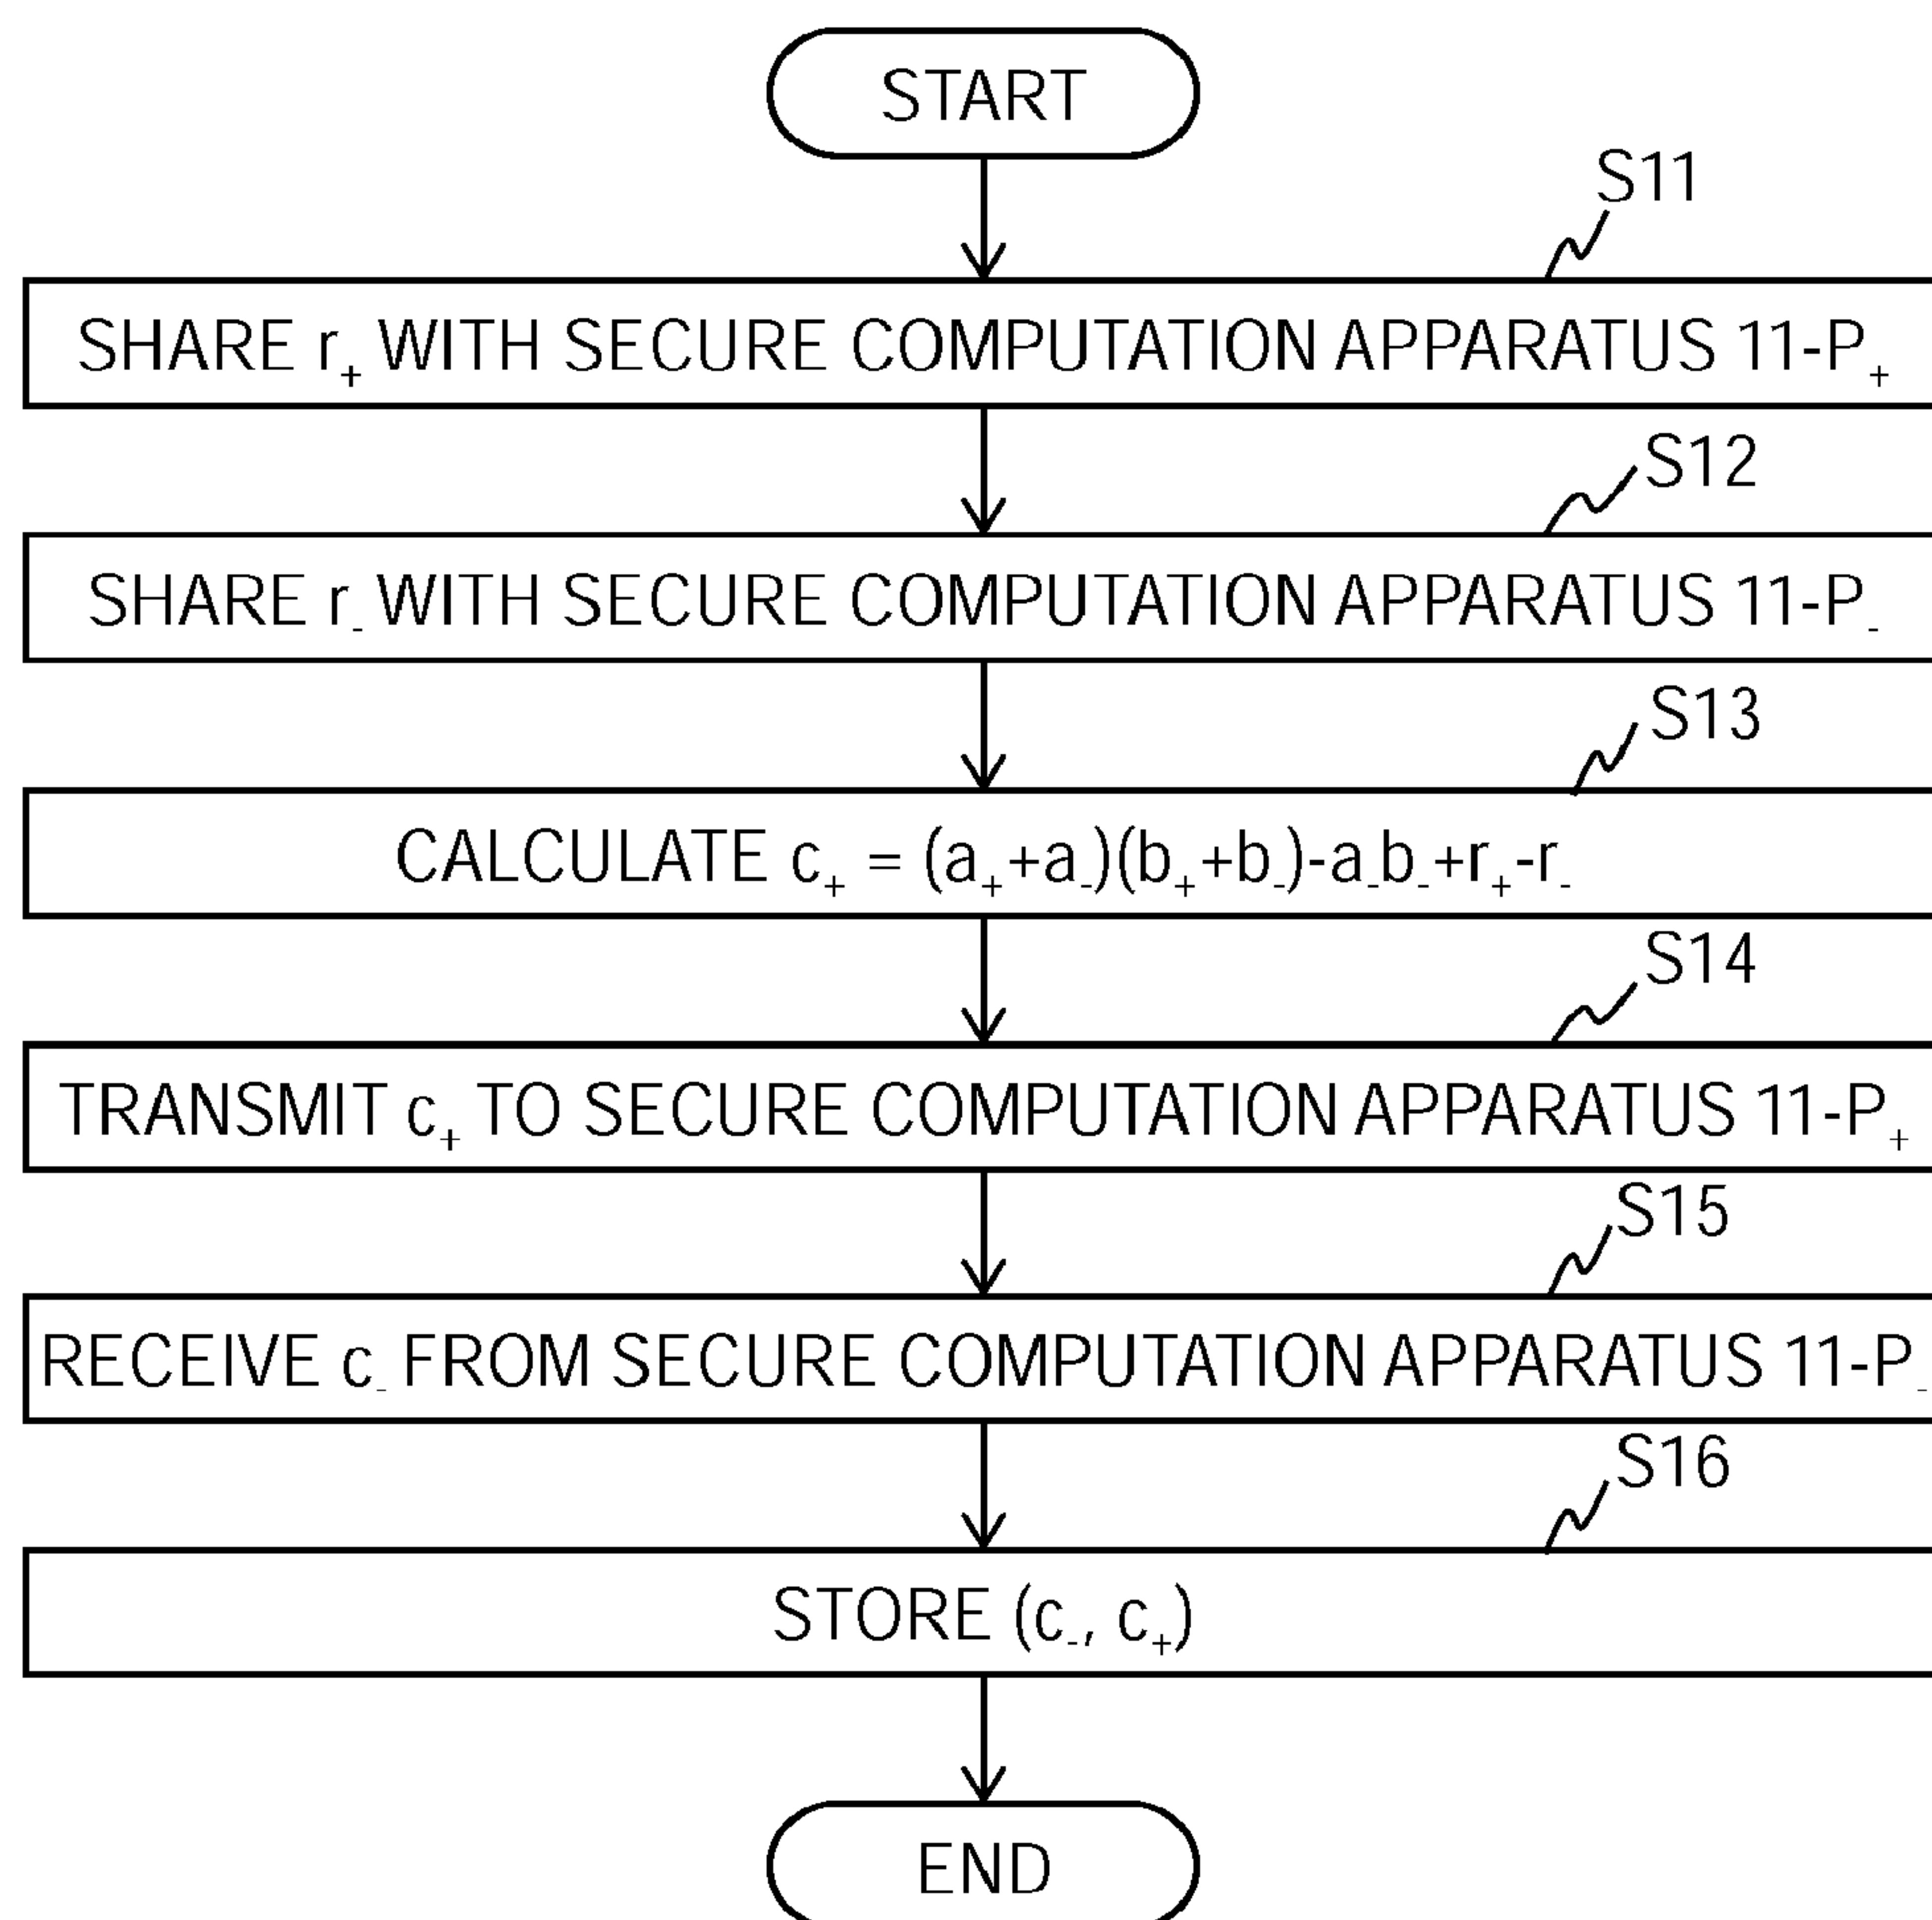 START
S11
SHARE r₊ WITH SECURE COMPUTATION APPARATUS 11-P₊
S12
SHARE r₋ WITH SECURE COMPUTATION APPARATUS 11-P₋
S13
CALCULATE c₊ = (a₊+a₋)(b₊+b₋)-a₋b₋+r₊-r₋
S14
TRANSMIT c₊ TO SECURE COMPUTATION APPARATUS 11-P₊
S15
RECEIVE c₋ FROM SECURE COMPUTATION APPARATUS 11-P₋
S16
STORE (c₋, c₊)
END